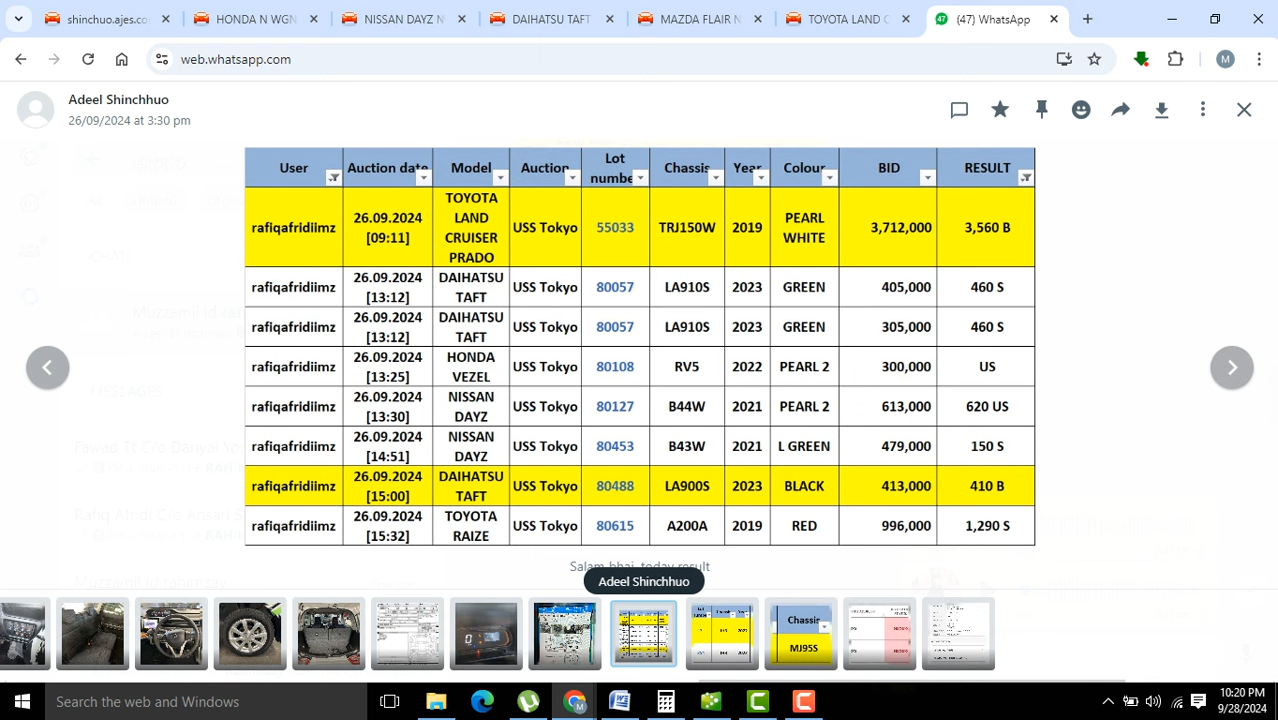 shinchuo.ajes.co
HONDA N WGN
NISSAN DAYZ N
DAIHATSU TAFT
MAZDA FLAIR
TOYOTA LAND C
(47) WhatsApp
web.whatsapp.com
M
Adeel Shinchhuo
26/09/2024 at 3:30 pm
User Auction date Model Auction Lot numbe Chassis Year Colour BID RESULT
rafiqafridiimz 26.09.2024 [09:11] TOYOTA LAND CRUISER PRADO USS Tokyo 55033 TRJ150W 2019 PEARL WHITE 3,712,000 3,560 B
rafiqafridiimz 26.09.2024 [13:12] DAIHATSU TAFT USS Tokyo 80057 LA910S 2023 GREEN 405,000 460 S
rafiqafridiimz 26.09.2024 [13:12] DAIHATSU TAFT USS Tokyo 80057 LA910S 2023 GREEN 305,000 460 S
rafiqafridiimz 26.09.2024 [13:25] HONDA VEZEL USS Tokyo 80108 RV5 2022 PEARL 2 300,000 US
rafiqafridiimz 26.09.2024 [13:30] NISSAN DAYZ USS Tokyo 80127 B44W 2021 PEARL 2 613,000 620 US
rafiqafridiimz 26.09.2024 [14:51] NISSAN DAYZ USS Tokyo 80453 B43W 2021 L GREEN 479,000 150 S
rafiqafridiimz 26.09.2024 [15:00] DAIHATSU TAFT USS Tokyo 80488 LA900S 2023 BLACK 413,000 410 B
rafiqafridiimz 26.09.2024 [15:32] TOYOTA RAIZE USS Tokyo 80615 A200A 2019 RED 996,000 1,290 S
Salam bhai, today result
Adeel Shinchhuo
Chassis
MJ95S
Search the web and Windows
10:20 PM
9/28/2024